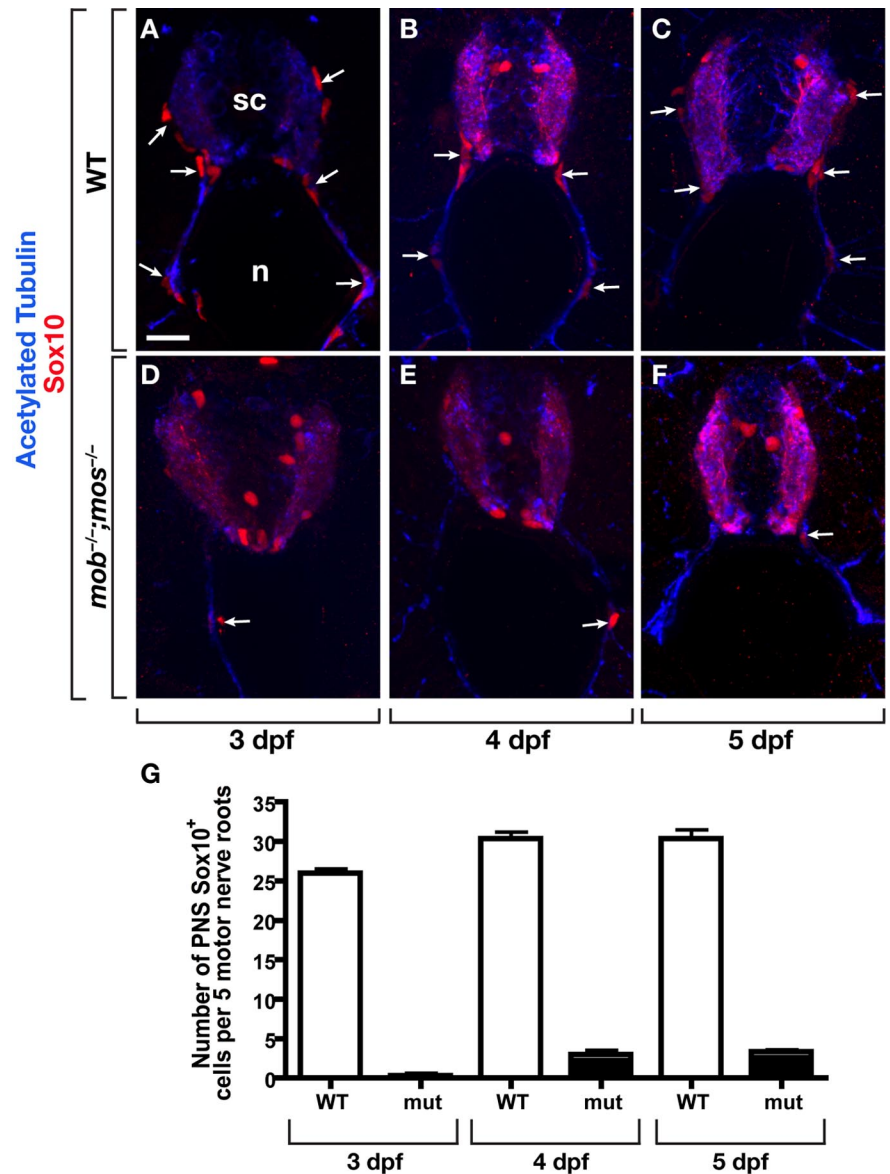 Acetylated Tubulin
Sox10
WT
mob–/–;mos–/–
A
sc
n
B
C
D
E
F
3 dpf
4 dpf
5 dpf
G
Number of PNS Sox10+
cells per 5 motor nerve roots
35
30
25
20
15
10
5
0
WT
mut
WT
mut
WT
mut
3 dpf
4 dpf
5 dpf